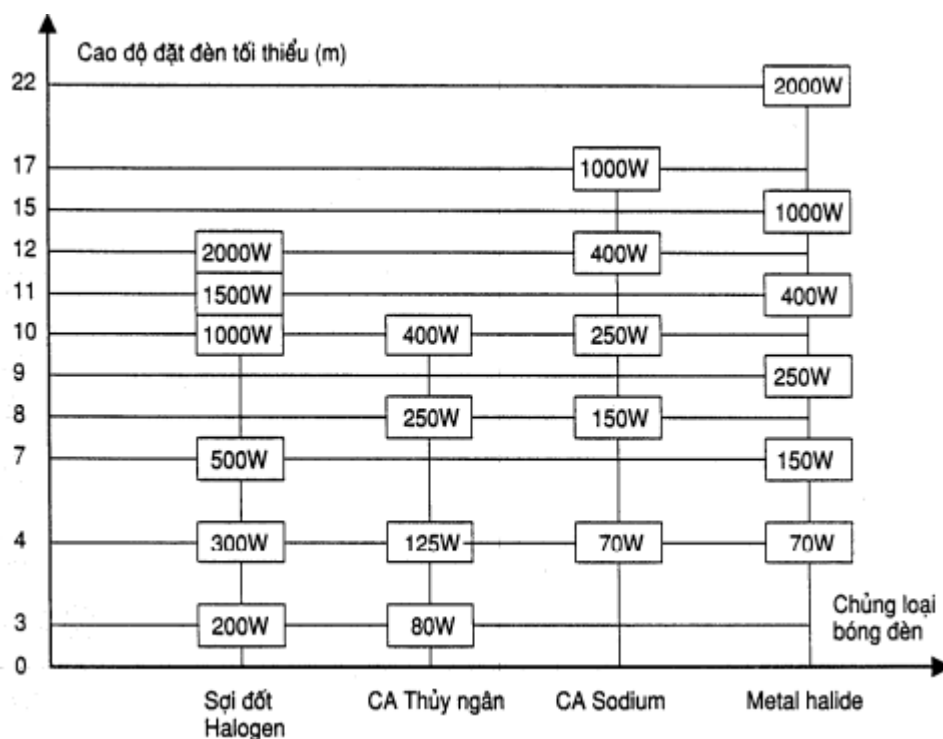 Cao độ đặt đèn tối thiểu (m)
22 2000W
17 1000W
15 1000W
12 2000W 400W
11 1500W 400W
10 1000W 400W 250W
9 250W
8 250W 150W
7 500W 150W
4 300W 125W 70W 70W
Chủng loại
bóng đèn
3 200W 80W
0
Sợi đốt CA Thủy ngân CA Sodium Metal halide
Halogen